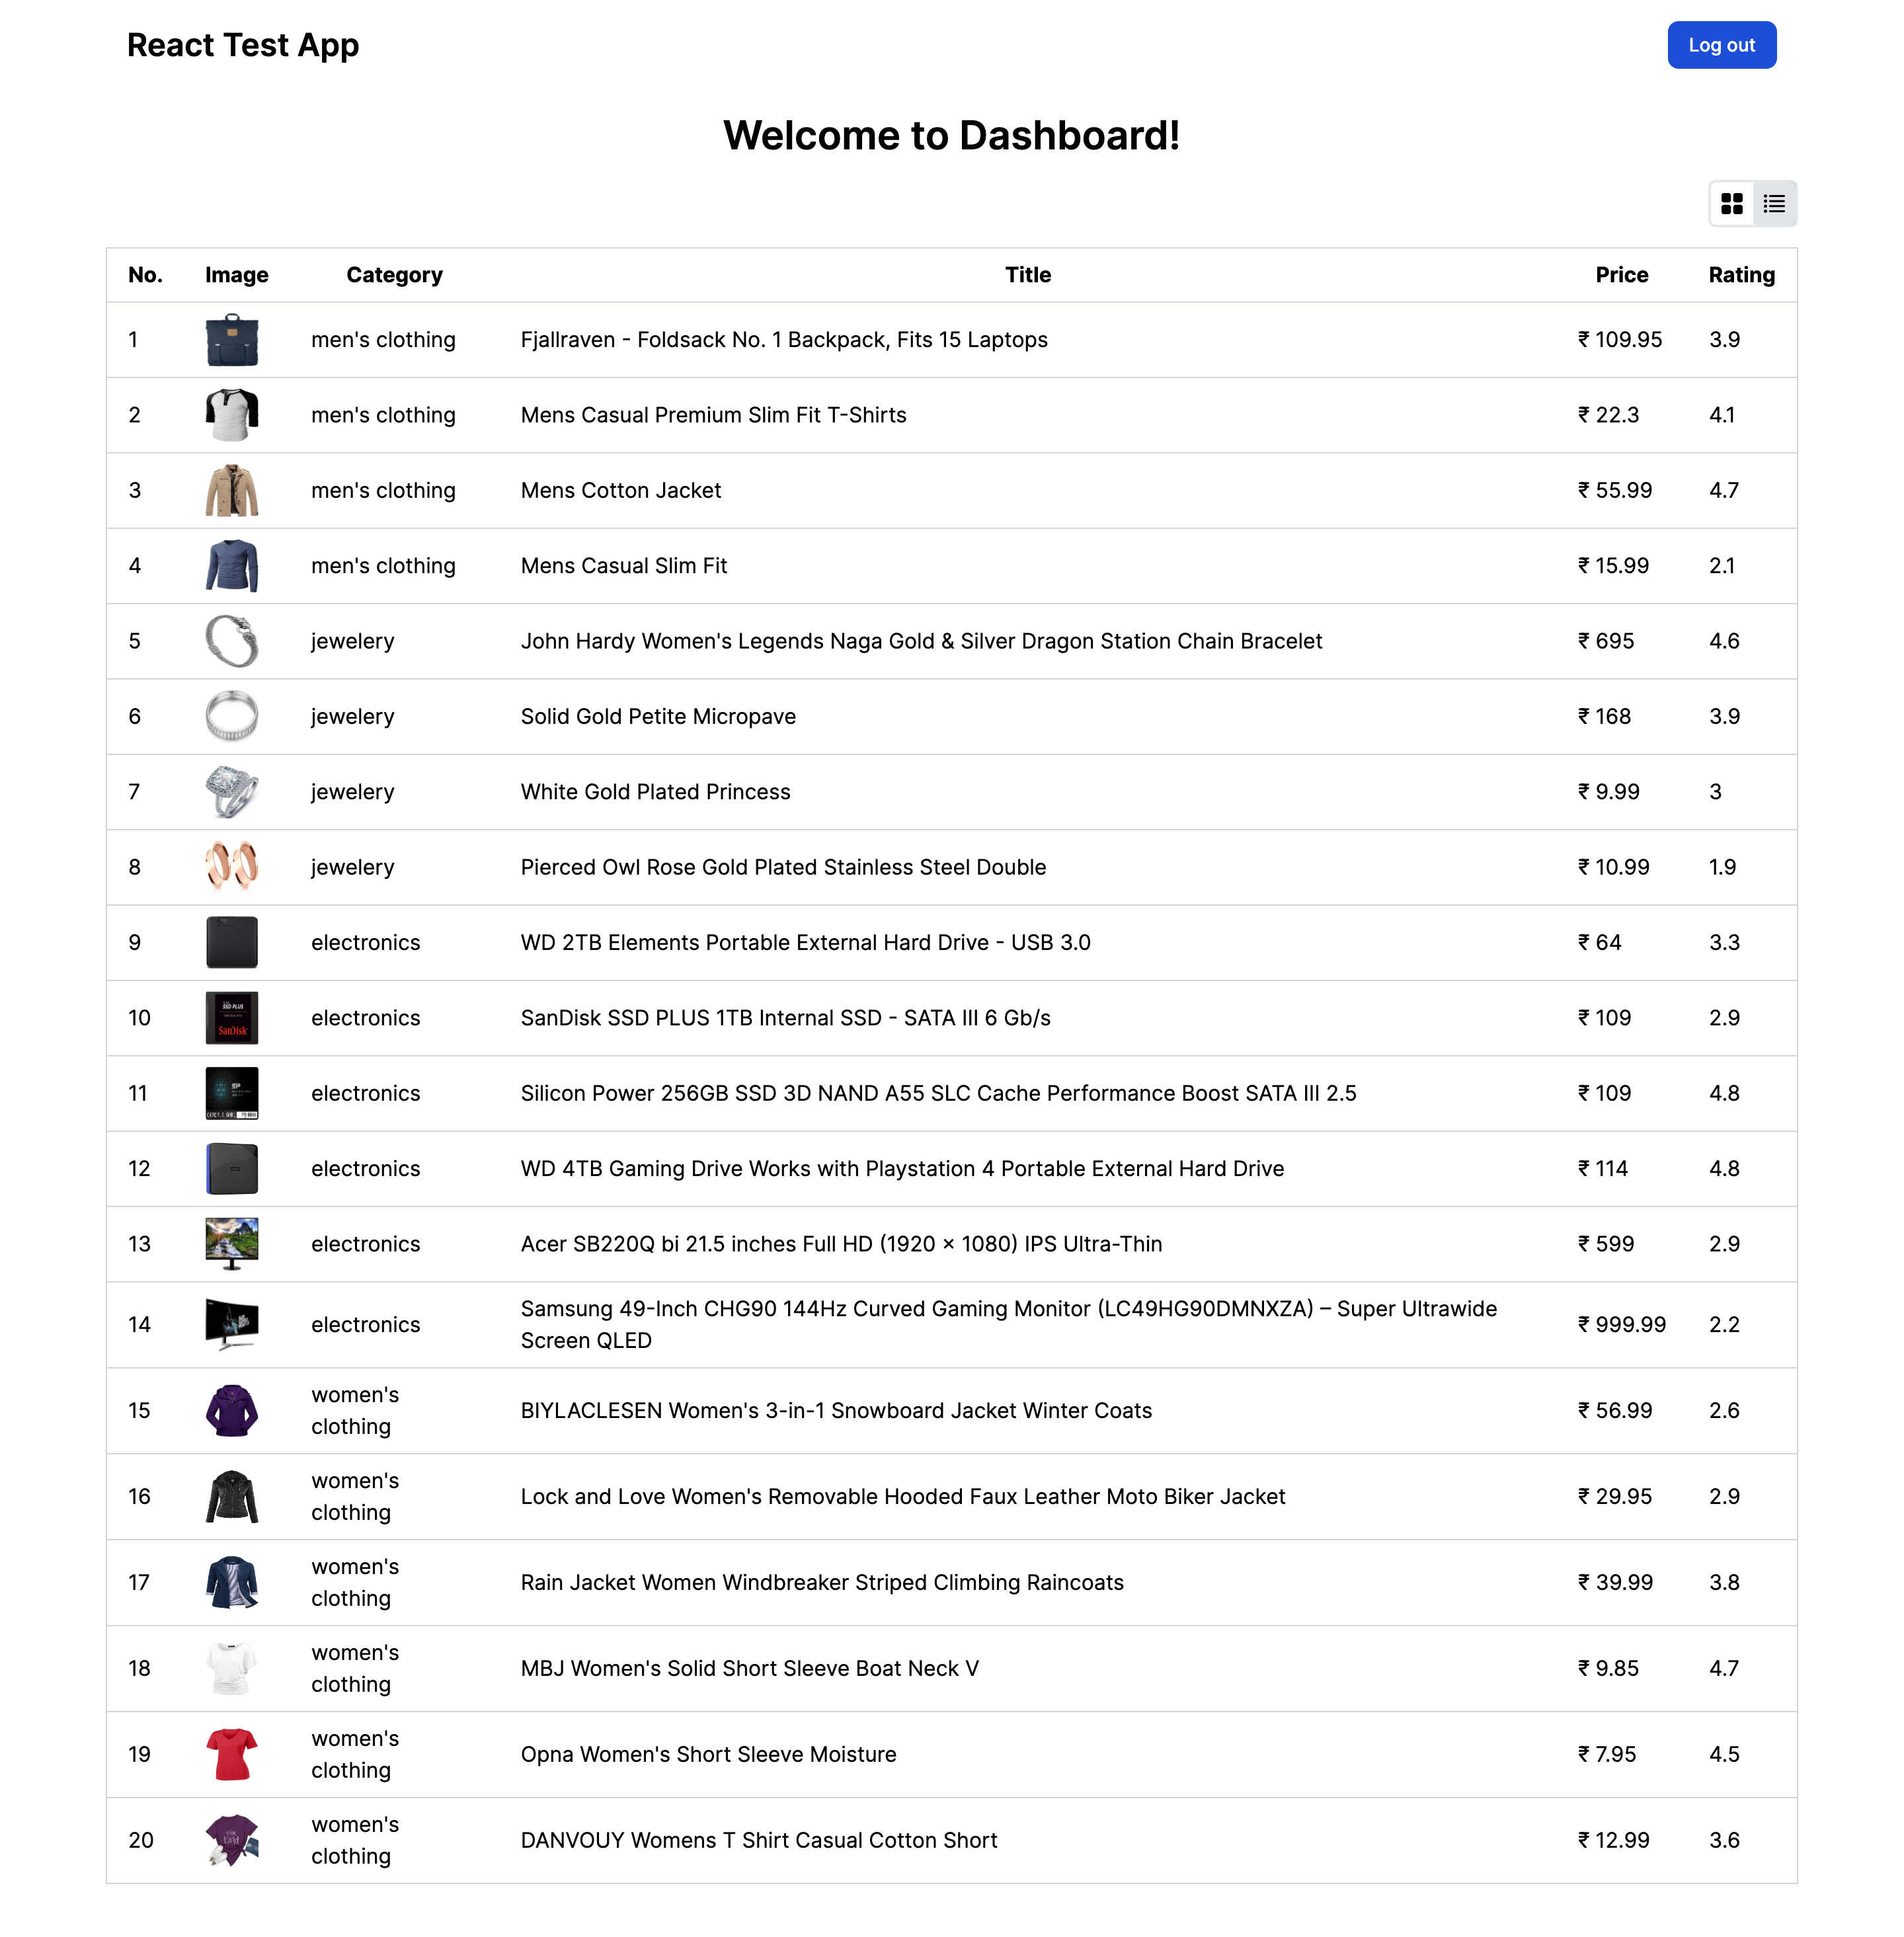 React Test App
Log out
Welcome to Dashboard!
No. Image Category Title Price Rating
1 men's clothing Fjallraven - Foldsack No. 1 Backpack, Fits 15 Laptops ₹ 109.95 3.9
2 men's clothing Mens Casual Premium Slim Fit T-Shirts ₹ 22.3 4.1
3 men's clothing Mens Cotton Jacket ₹ 55.99 4.7
4 men's clothing Mens Casual Slim Fit ₹ 15.99 2.1
5 jewelery John Hardy Women's Legends Naga Gold & Silver Dragon Station Chain Bracelet ₹ 695 4.6
6 jewelery Solid Gold Petite Micropave ₹ 168 3.9
7 jewelery White Gold Plated Princess ₹ 9.99 3
8 jewelery Pierced Owl Rose Gold Plated Stainless Steel Double ₹ 10.99 1.9
9 electronics WD 2TB Elements Portable External Hard Drive - USB 3.0 ₹ 64 3.3
SSD PLUS
SanDisk
10 electronics SanDisk SSD PLUS 1TB Internal SSD - SATA III 6 Gb/s ₹ 109 2.9
11 electronics Silicon Power 256GB SSD 3D NAND A55 SLC Cache Performance Boost SATA III 2.5 ₹ 109 4.8
12 electronics WD 4TB Gaming Drive Works with Playstation 4 Portable External Hard Drive ₹ 114 4.8
13 electronics Acer SB220Q bi 21.5 inches Full HD (1920 x 1080) IPS Ultra-Thin ₹ 599 2.9
14 electronics Samsung 49-Inch CHG90 144Hz Curved Gaming Monitor (LC49HG90DMNXZA) – Super Ultrawide
Screen QLED ₹ 999.99 2.2
15 women's
clothing BIYLACLESEN Women's 3-in-1 Snowboard Jacket Winter Coats ₹ 56.99 2.6
16 women's
clothing Lock and Love Women's Removable Hooded Faux Leather Moto Biker Jacket ₹ 29.95 2.9
17 women's
clothing Rain Jacket Women Windbreaker Striped Climbing Raincoats ₹ 39.99 3.8
18 women's
clothing MBJ Women's Solid Short Sleeve Boat Neck V ₹ 9.85 4.7
19 women's
clothing Opna Women's Short Sleeve Moisture ₹ 7.95 4.5
20 women's
clothing DANVOUY Womens T Shirt Casual Cotton Short ₹ 12.99 3.6